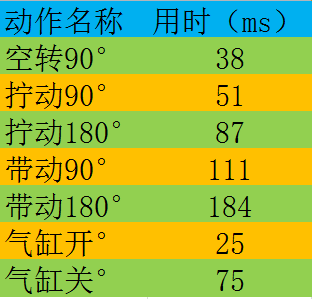 动作名称 用时（ms）
空转90° 38
拧动90° 51
拧动180° 87
带动90° 111
带动180° 184
气缸开° 25
气缸关° 75